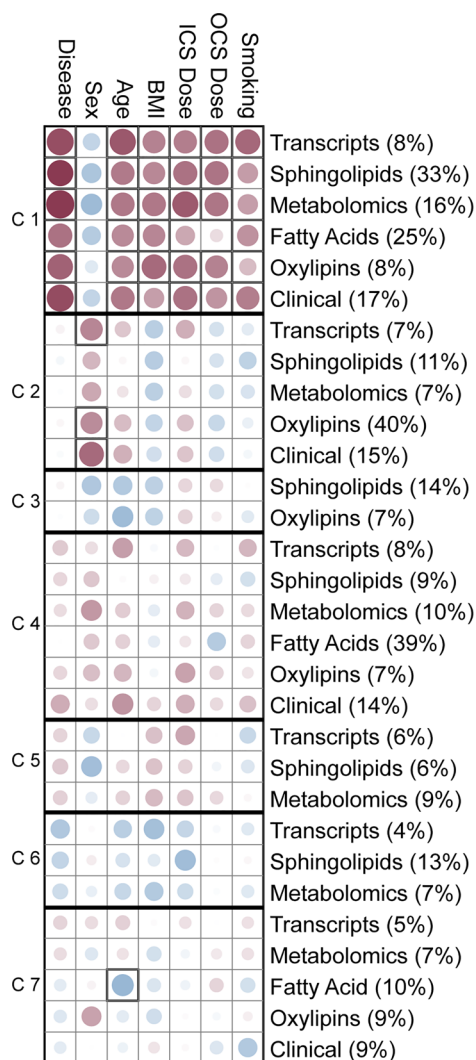 Disease Sex Age BMI ICS Dose OCS Dose Smoking
C 1
Transcripts (8%)
Sphingolipids (33%)
Metabolomics (16%)
Fatty Acids (25%)
Oxylipins (8%)
Clinical (17%)
C 2
Transcripts (7%)
Sphingolipids (11%)
Metabolomics (7%)
Oxylipins (40%)
Clinical (15%)
C 3
Sphingolipids (14%)
Oxylipins (7%)
C 4
Transcripts (8%)
Sphingolipids (9%)
Metabolomics (10%)
Fatty Acids (39%)
Oxylipins (7%)
Clinical (14%)
C 5
Transcripts (6%)
Sphingolipids (6%)
Metabolomics (9%)
C 6
Transcripts (4%)
Sphingolipids (13%)
Metabolomics (7%)
C 7
Transcripts (5%)
Metabolomics (7%)
Fatty Acid (10%)
Oxylipins (9%)
Clinical (9%)